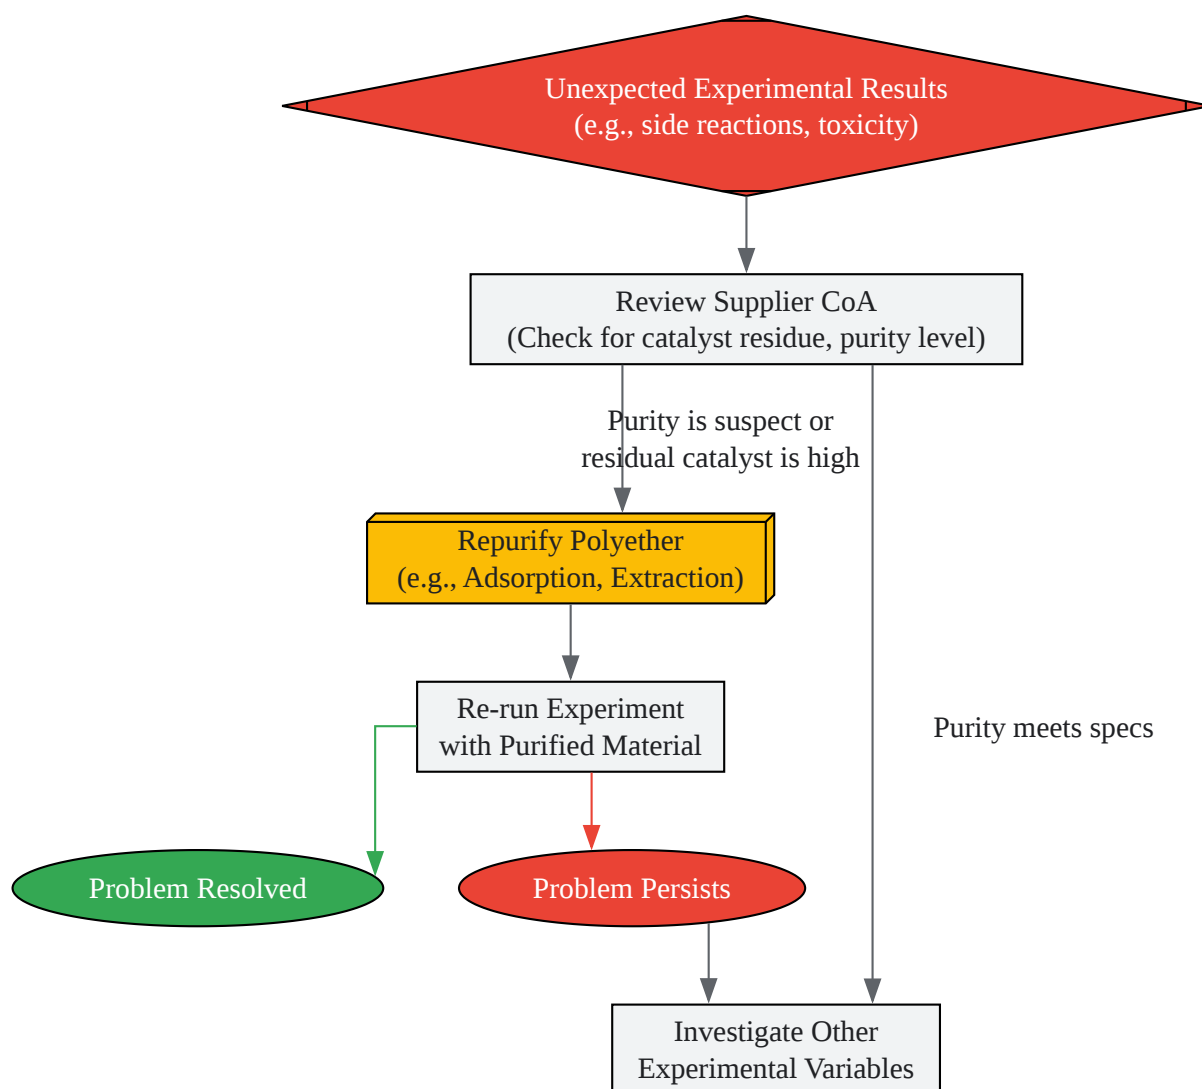 Unexpected Experimental Results
(e.g., side reactions, toxicity)
Review Supplier CoA
(Check for catalyst residue, purity level)
Purity is suspect or
residual catalyst is high
Repurify Polyether
(e.g., Adsorption, Extraction)
Re-run Experiment
with Purified Material
Purity meets specs
Problem Resolved
Problem Persists
Investigate Other
Experimental Variables